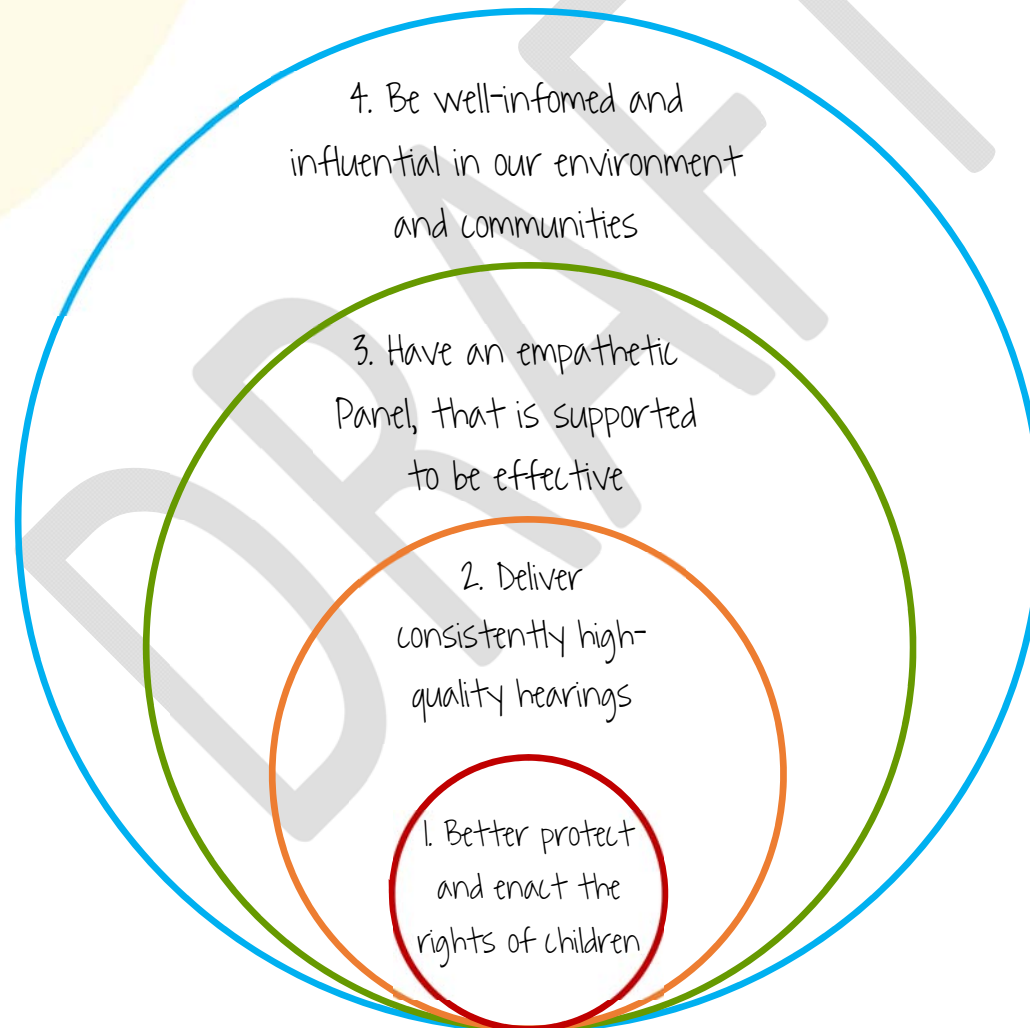 4. Be well-infomed and
influential in our environment
and communities
3. Have an empathetic
Panel, that is supported
to be effective
2. Deliver
consistently high-
quality hearings
1. Better protect
and enact the
rights of children
DRAFT